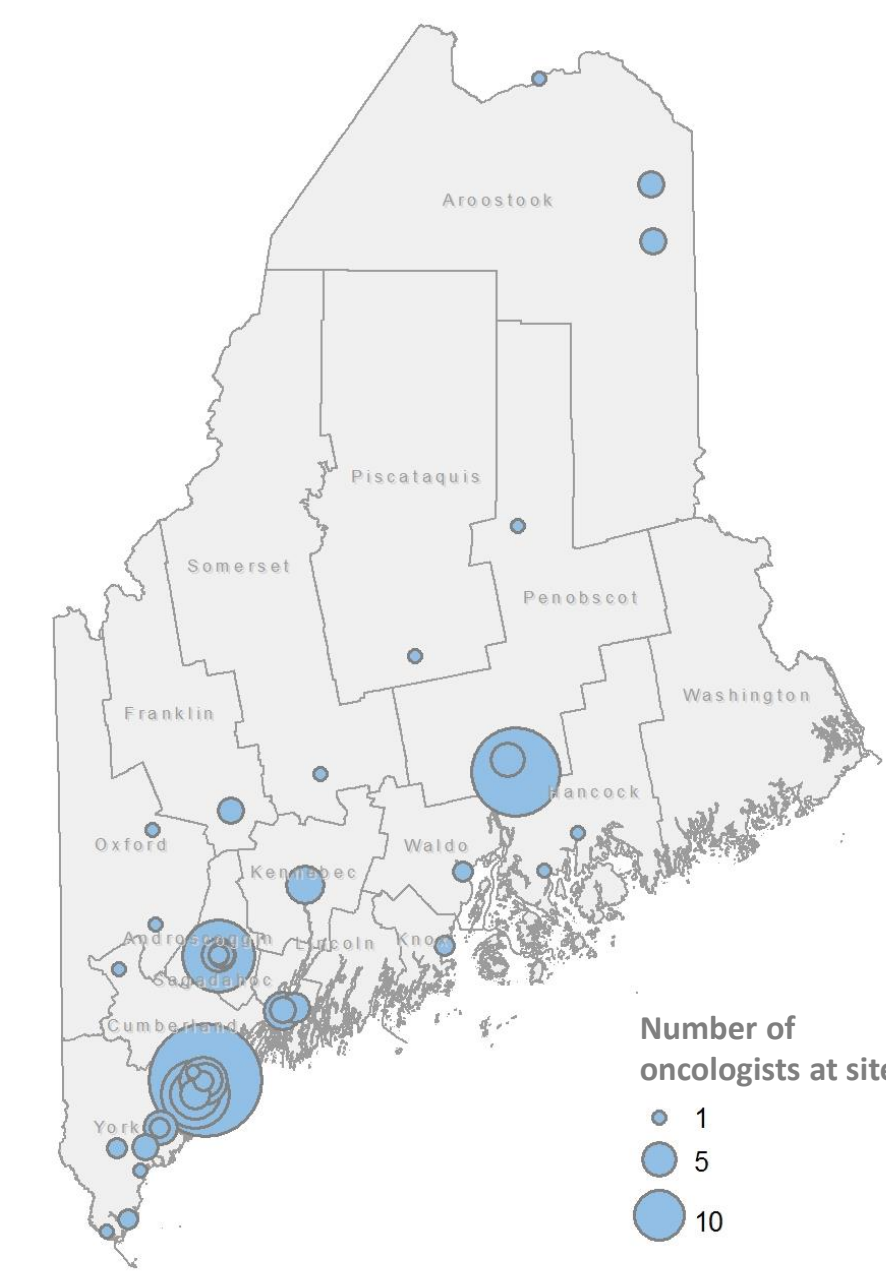 Aroostook
Piscataquis
Somerset
Penobscot
Washington
Franklin
Hancock
Oxford
Waldo
Kennebec
Androscoggin
Lincoln
Knox
Sagadahoc
Cumberland
York
Number of
oncologists at site
1
5
10